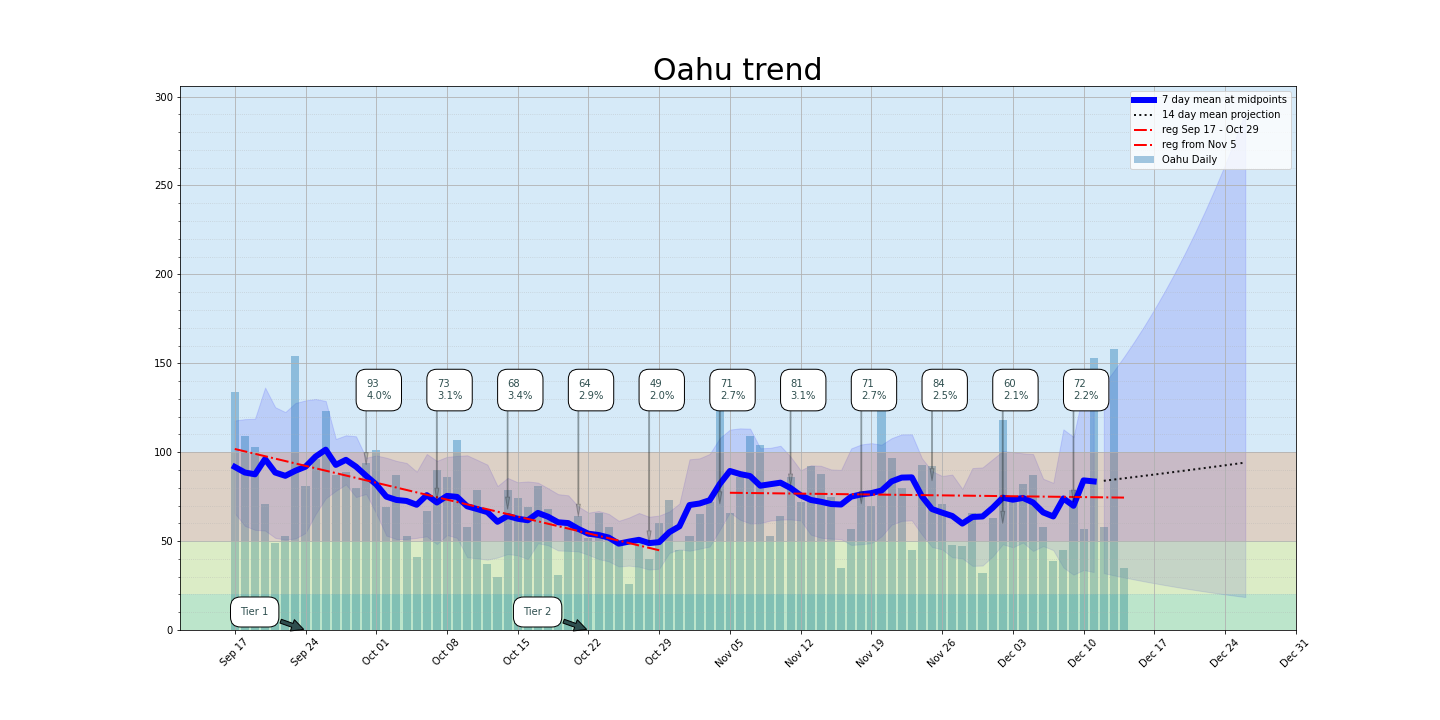 Oahu trend
300
250
200
150
100
50
0
7 day mean at midpoints
14 day mean projection
reg Sep 17 - Oct 29
reg from Nov 5
Oahu Daily
93
4.0%
73
3.1%
68
3.4%
64
2.9%
49
2.0%
71
2.7%
81
3.1%
71
2.7%
84
2.5%
60
2.1%
72
2.2%
Tier 1
Tier 2
Sep 17
Sep 24
Oct 01
Oct 08
Oct 15
Oct 22
Oct 29
Nov 05
Nov 12
Nov 19
Nov 26
Dec 03
Dec 10
Dec 17
Dec 24
Dec 31